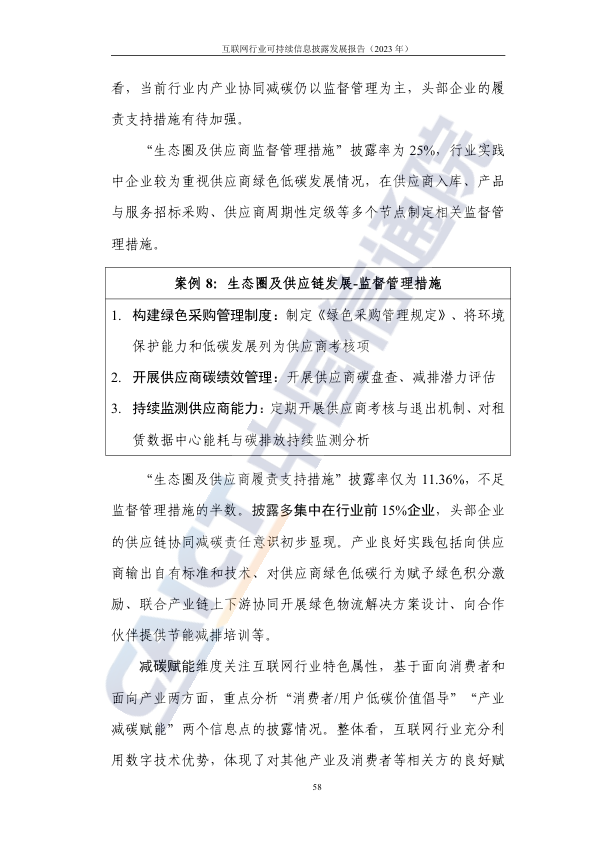 互联网行业可持续信息披露发展报告（2023 年）
看，当前行业内产业协同减碳仍以监督管理为主，头部企业的履
责支持措施有待加强。
“生态圈及供应商监督管理措施”披露率为 25%，行业实践
中企业较为重视供应商绿色低碳发展情况，在供应商入库、产品
与服务招标采购、供应商周期性定级等多个节点制定相关监督管
理措施。
案例 8：生态圈及供应链发展-监督管理措施
1. 构建绿色采购管理制度：制定《绿色采购管理规定》、将环境
保护能力和低碳发展列为供应商考核项
2. 开展供应商碳绩效管理：开展供应商碳盘查、减排潜力评估
3. 持续监测供应商能力：定期开展供应商考核与退出机制、对租
赁数据中心能耗与碳排放持续监测分析
“生态圈及供应商履责支持措施”披露率仅为 11.36%，不足
监督管理措施的半数。披露多集中在行业前 15%企业，头部企业
的供应链协同减碳责任意识初步显现。产业良好实践包括向供应
商输出自有标准和技术、对供应商绿色低碳行为赋予绿色积分激
励、联合产业链上下游协同开展绿色物流解决方案设计、向合作
伙伴提供节能减排培训等。
减碳赋能维度关注互联网行业特色属性，基于面向消费者和
面向产业两方面，重点分析“消费者/用户低碳价值倡导”“产业
减碳赋能”两个信息点的披露情况。整体看，互联网行业充分利
用数字技术优势，体现了对其他产业及消费者等相关方的良好赋
58
CAICT 中国信通院